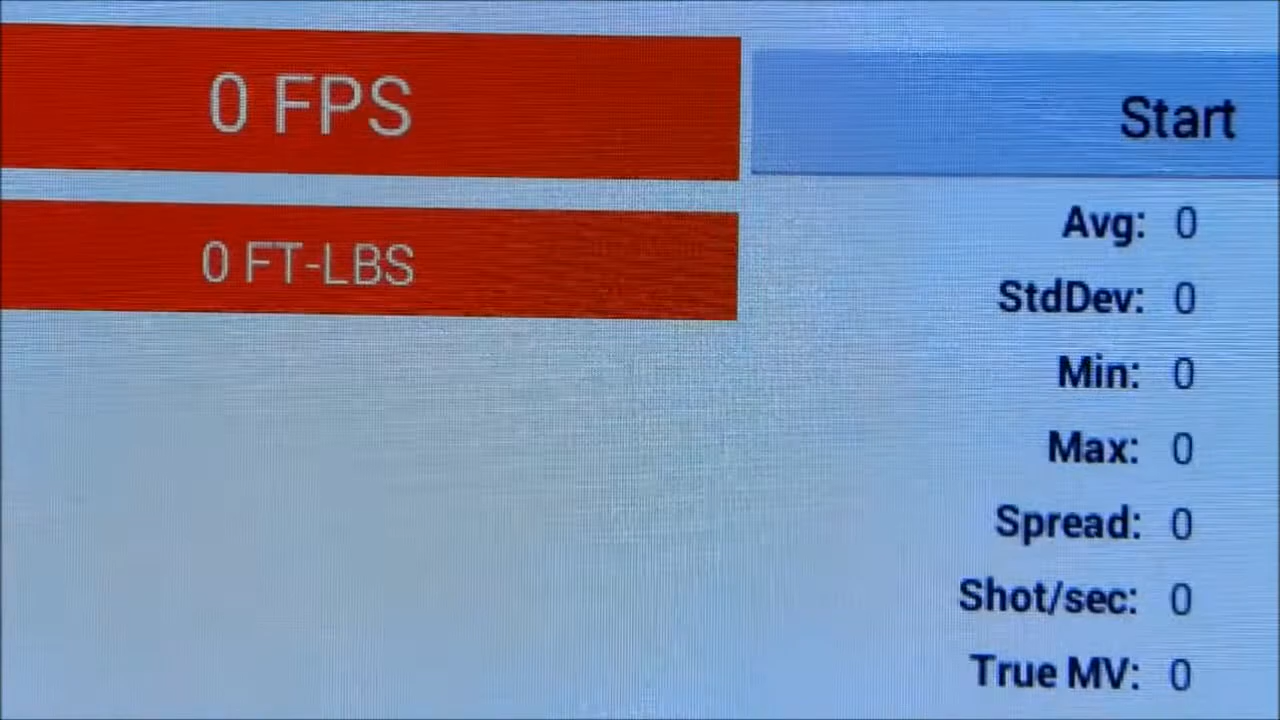 0 FPS
Start
0 FT-LBS
Avg: 0
StdDev: 0
Min: 0
Max: 0
Spread: 0
Shot/sec: 0
True MV: 0